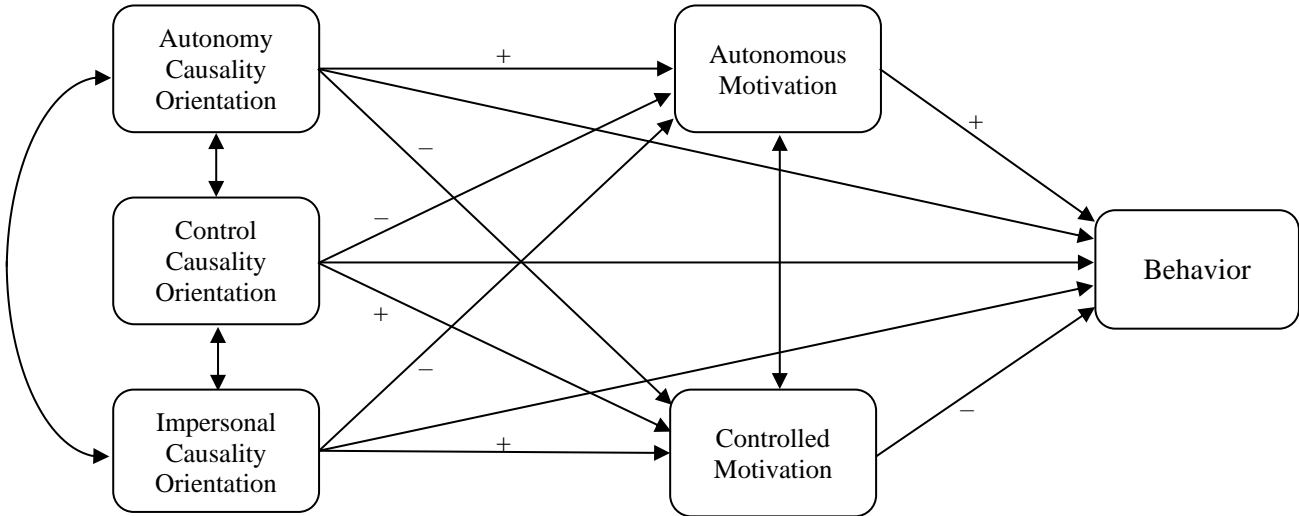 Autonomy
Causality
Orientation
+
Autonomous
Motivation
+
–
Control
Causality
Orientation
–
Behavior
+
–
Impersonal
Causality
Orientation
+
Controlled
Motivation
–